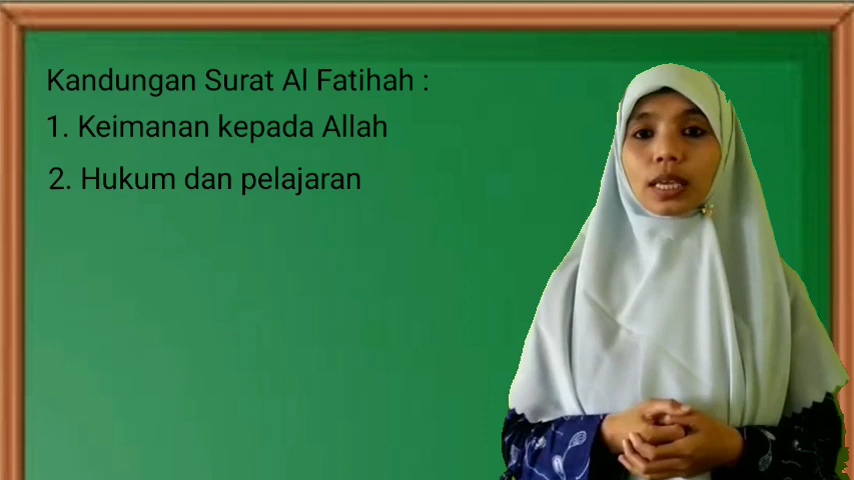 Kandungan Surat Al Fatihah :
1. Keimanan kepada Allah
2. Hukum dan pelajaran